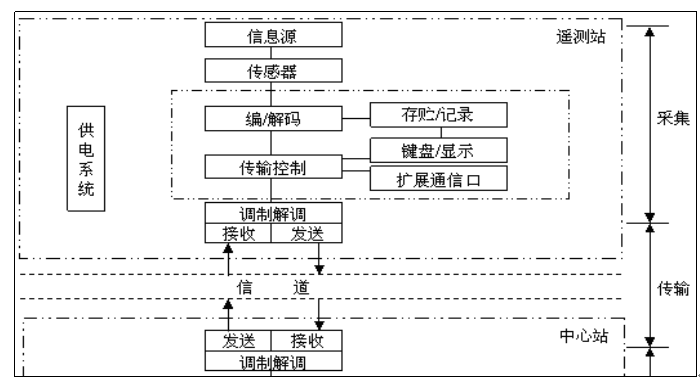 信息源
遥测站
传感器
编/解码
存贮/记录
采集
供电系统
键盘/显示
传输控制
扩展通信口
调制解调
接收 发送
信 道
传输
发送 接收
中心站
调制解调